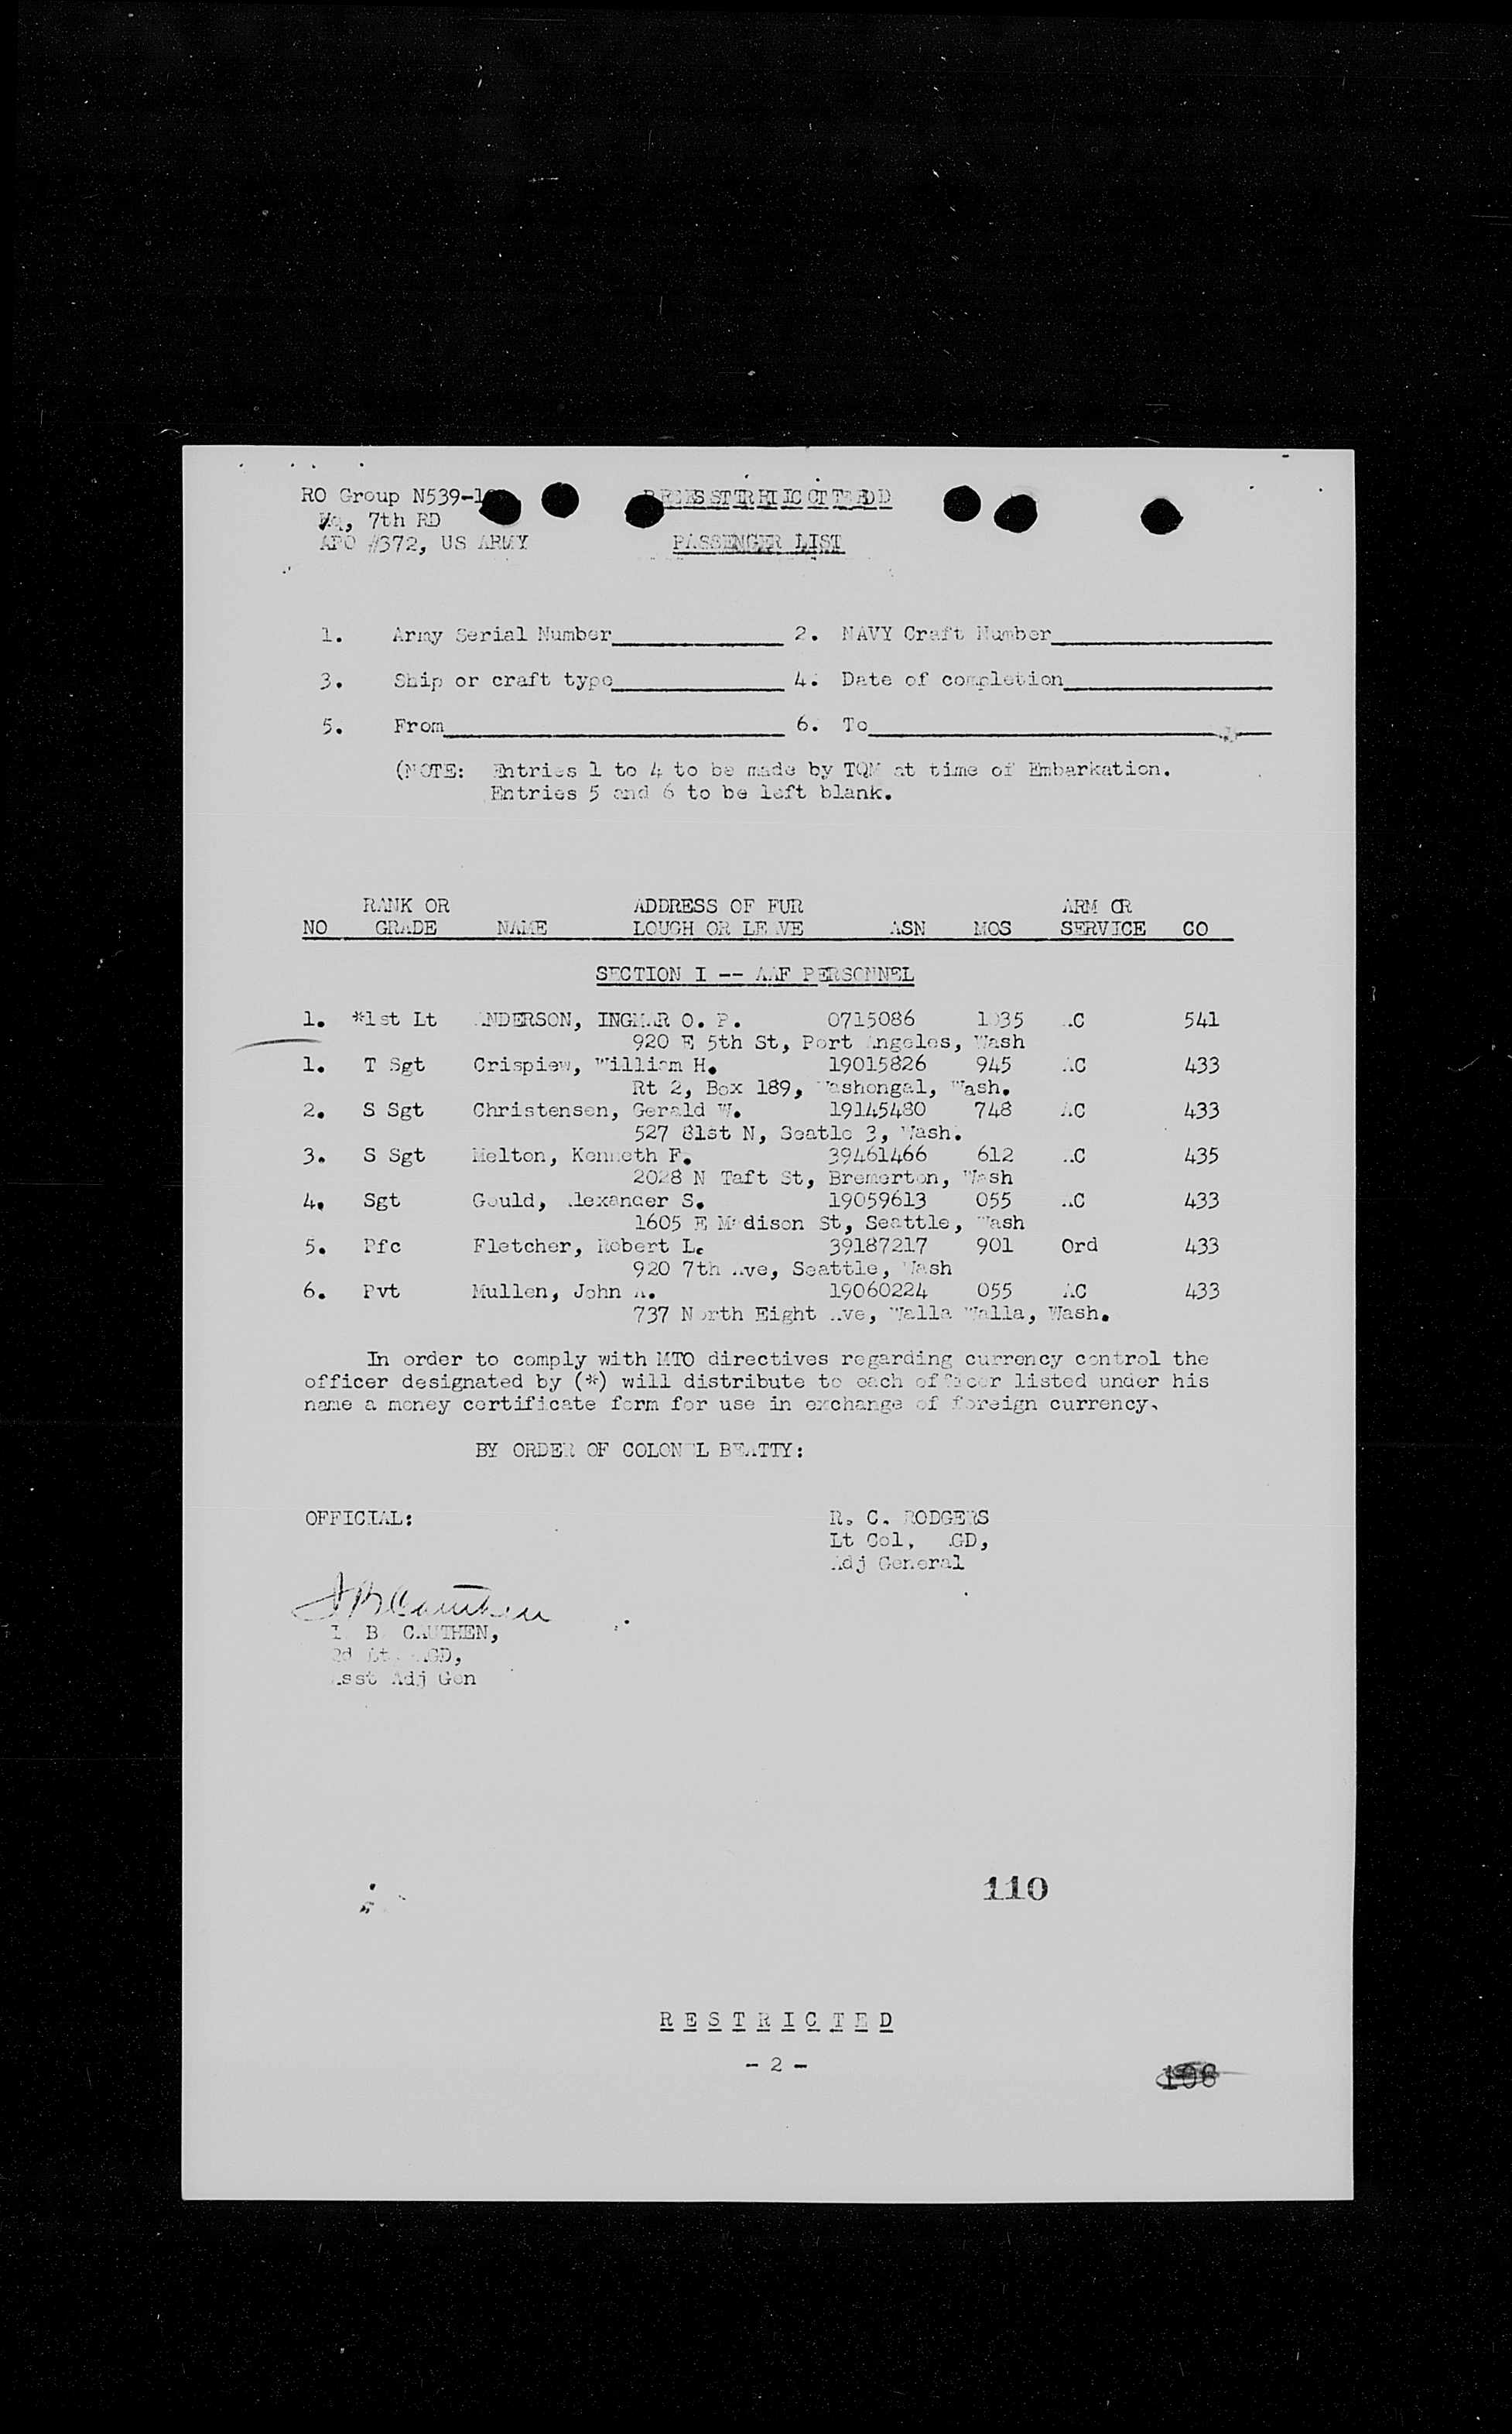 RO Group N539-1
Hq, 7th RD
APO #372, US ARMY
RESTRICTED
PASSENGER LIST
1. Army Serial Number____________ 2. NAVY Craft Number____________
3. Ship or craft type____________ 4. Date of completion____________
5. From____________ 6. To____________
(NOTE: Entries 1 to 4 to be made by TQM at time of Embarkation.
Entries 5 and 6 to be left blank.
RANK OR ADDRESS OF FUR ARM OR
NO GRADE NAME LOUGH OR LEAVE ASN MOS SERVICE CO
SECTION I -- AAF PERSONNEL
1. *1st Lt ANDERSON, INGMAR O. P. 0715086 1035 AC 541
920 E 5th St, Port Angeles, Wash
1. T Sgt Crispiew, William H. 19015826 945 AC 433
Rt 2, Box 189, Washongal, Wash.
2. S Sgt Christensen, Gerald W. 19145480 748 AC 433
527 81st N, Seatle 3, Wash.
3. S Sgt Melton, Kenneth F. 39461466 612 AC 435
2028 N Taft St, Bremerton, Wash
4. Sgt Gould, Alexander S. 19059613 055 AC 433
1605 E Madison St, Seattle, Wash
5. Pfc Fletcher, Robert L. 39187217 901 Ord 433
920 7th Ave, Seattle, Wash
6. Pvt Mullen, John A. 19060224 055 AC 433
737 North Eight Ave, Walla Walla, Wash.
In order to comply with MTO directives regarding currency control the
officer designated by (*) will distribute to each officer listed under his
name a money certificate form for use in exchange of foreign currency.
BY ORDER OF COLONEL BEATTY:
OFFICIAL:
R. C. RODGERS
Lt Col, AGD,
Adj General
I B Cauthen
I B CAUTHEN,
2d Lt, AGD,
Asst Adj Gen
110
RESTRICTED
- 2 -